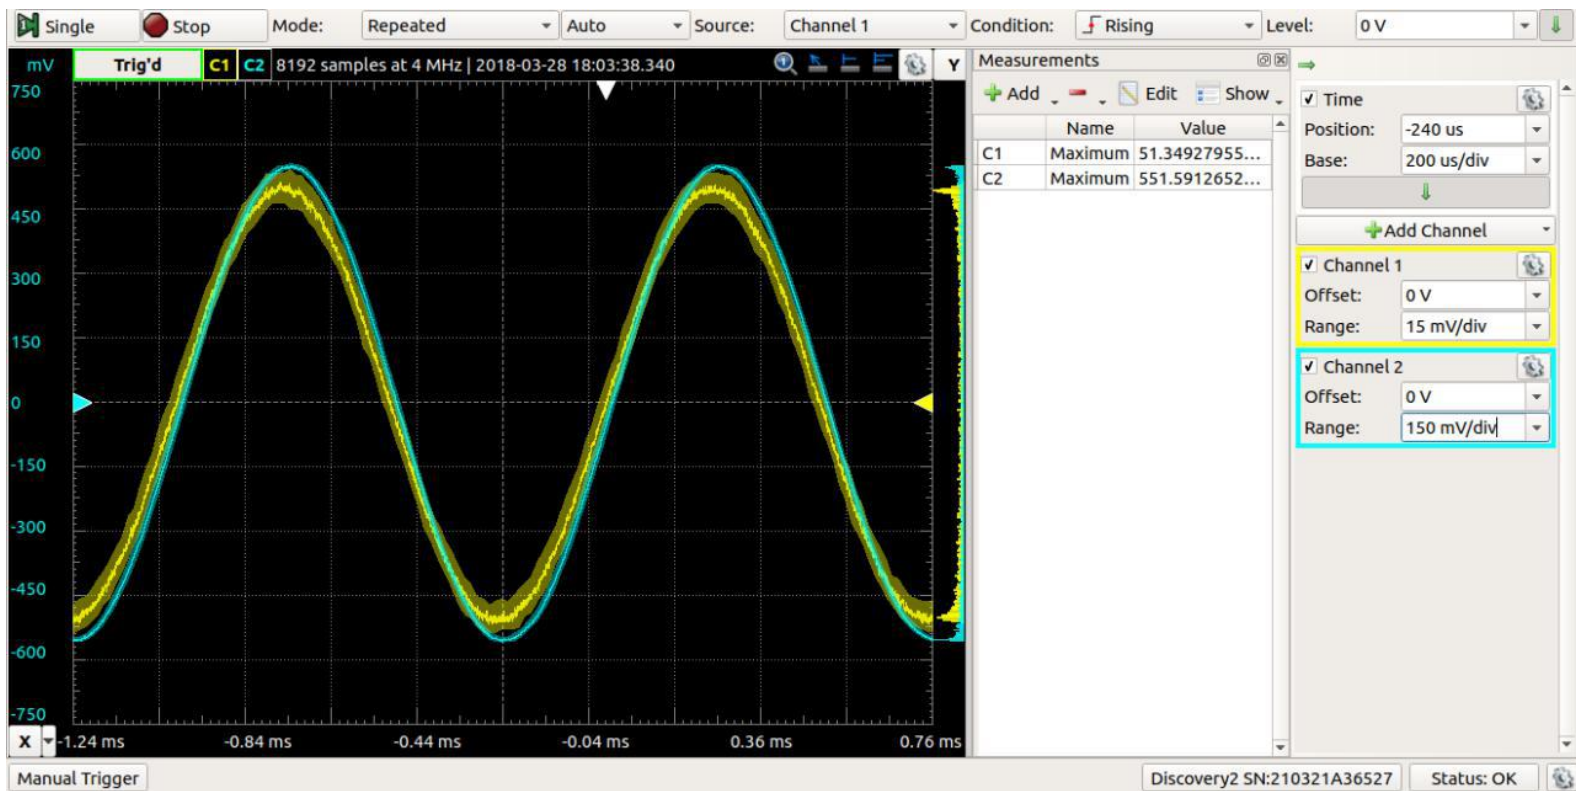 Single Stop Mode: Repeated Auto Source: Channel 1 Condition: Rising Level: 0 V
mV Trig'd C1 C2 8192 samples at 4 MHz | 2018-03-28 18:03:38.340 Y
750
600
450
300
150
0
-150
-300
-450
-600
-750
X -1.24 ms -0.84 ms -0.44 ms -0.04 ms 0.36 ms 0.76 ms
Measurements
Add Edit Show
Name Value
C1 Maximum 51.34927955...
C2 Maximum 551.5912652...
Time
Position: -240 us
Base: 200 us/div
Add Channel
Channel 1
Offset: 0 V
Range: 15 mV/div
Channel 2
Offset: 0 V
Range: 150 mV/div
Manual Trigger Discovery2 SN:210321A36527 Status: OK